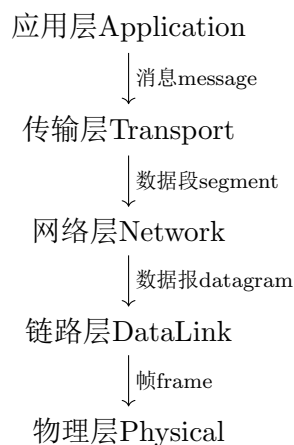 应用层Application
消息message
传输层Transport
数据段segment
网络层Network
数据报datagram
链路层DataLink
帧frame
物理层Physical